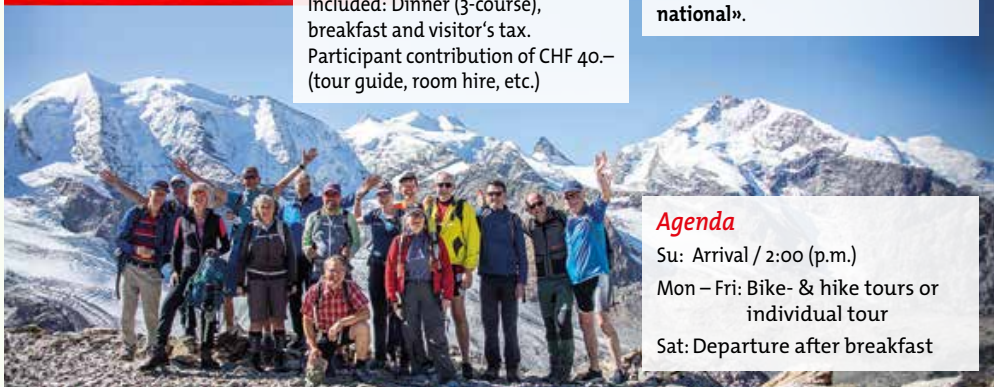 Included: Dinner (3-course),
breakfast and visitor‘s tax.
Participant contribution of CHF 40.–
(tour guide, room hire, etc.)
national».
Agenda
Su: Arrival / 2:00 (p.m.)
Mon – Fri: Bike- & hike tours or
individual tour
Sat: Departure after breakfast